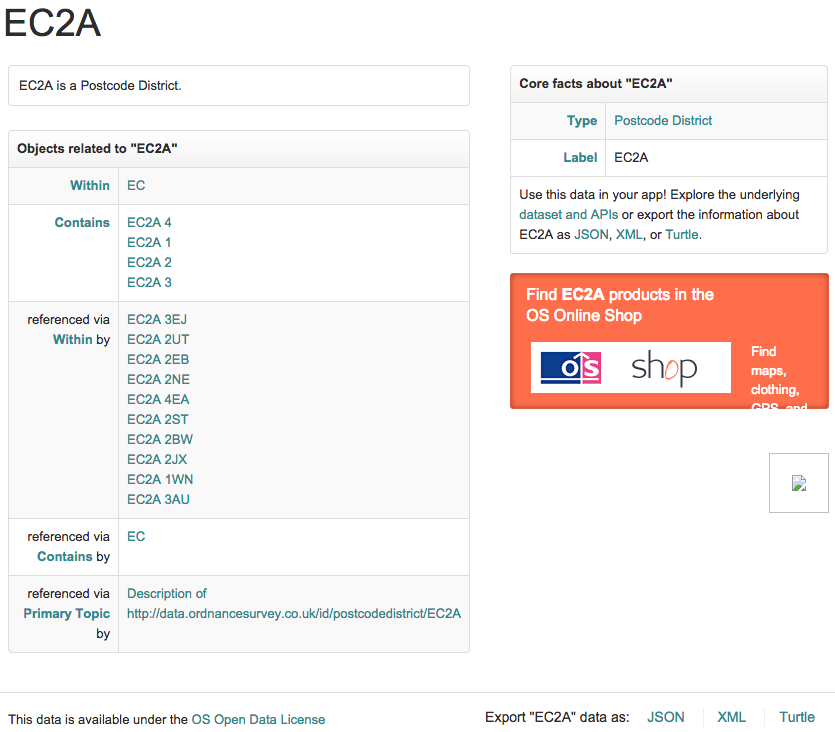 EC2A
EC2A is a Postcode District.
Objects related to "EC2A"
Within EC
Contains EC2A 4
EC2A 1
EC2A 2
EC2A 3
referenced via EC2A 3EJ
Within by EC2A 2UT
EC2A 2EB
EC2A 2NE
EC2A 4EA
EC2A 2ST
EC2A 2BW
EC2A 2JX
EC2A 1WN
EC2A 3AU
referenced via EC
Contains by
referenced via Description of
Primary Topic http://data.ordnancesurvey.co.uk/id/postcodedistrict/EC2A
by
Core facts about "EC2A"
Type Postcode District
Label EC2A
Use this data in your app! Explore the underlying
dataset and APIs or export the information about
EC2A as JSON, XML, or Turtle.
Find EC2A products in the
OS Online Shop
os shop
Find
maps,
clothing,
GPS, and
This data is available under the OS Open Data License
Export "EC2A" data as: JSON XML Turtle